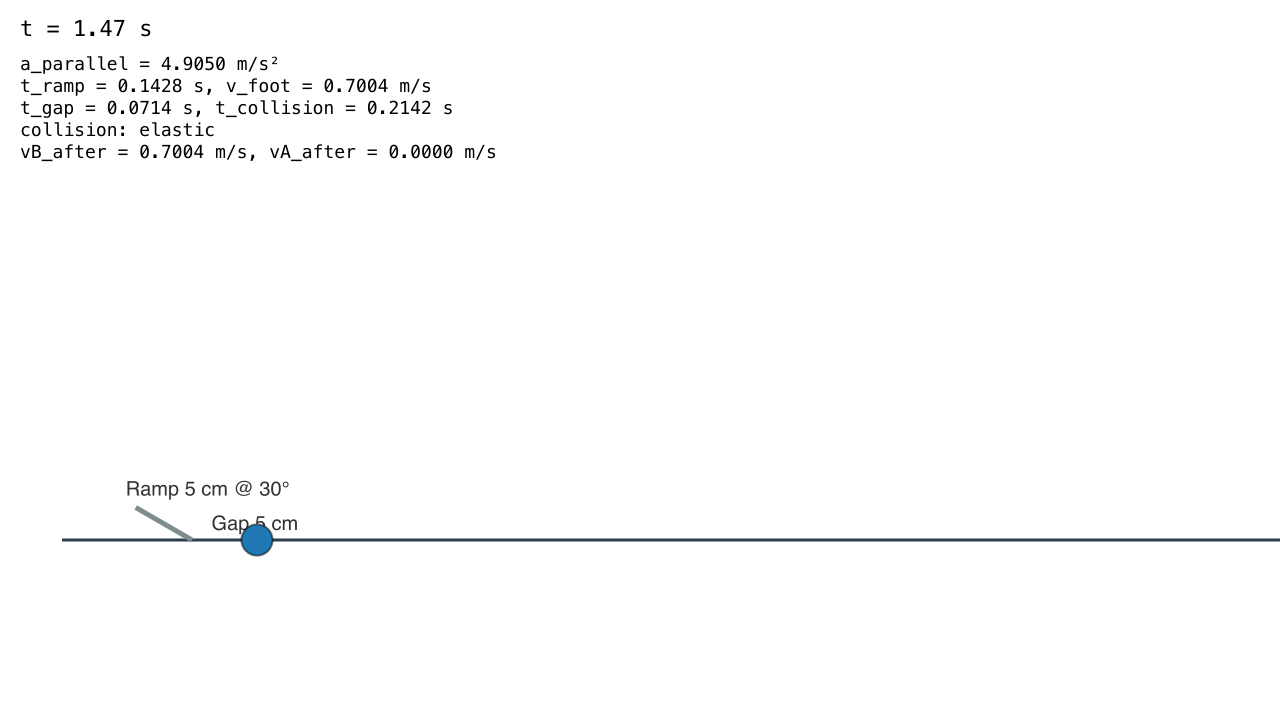 t = 1.47 s
a_parallel = 4.9050 m/s²
t_ramp = 0.1428 s, v_foot = 0.7004 m/s
t_gap = 0.0714 s, t_collision = 0.2142 s
collision: elastic
vB_after = 0.7004 m/s, vA_after = 0.0000 m/s
Ramp 5 cm @ 30°
Gap 5 cm